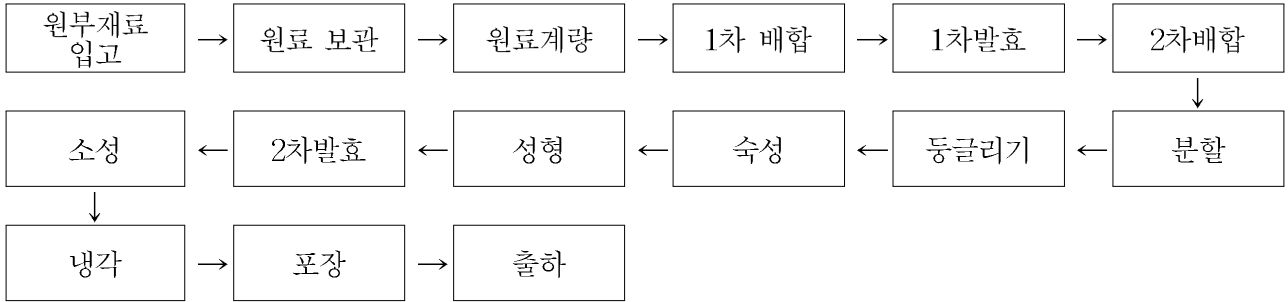 원부재료
입고
→ 원료 보관 → 원료계량 → 1차 배합 → 1차발효 → 2차배합
↓
소성 ← 2차발효 ← 성형 ← 숙성 ← 둥글리기 ← 분할
↓
냉각 → 포장 → 출하